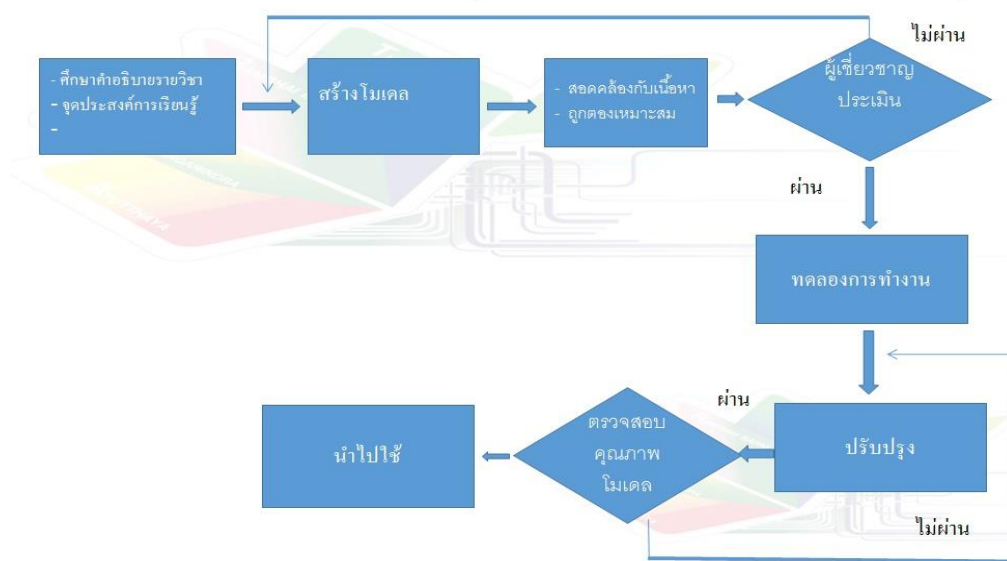 ไม่ผ่าน
- ศึกษาคำอธิบายรายวิชา
- จุดประสงค์การเรียนรู้
-
สร้างโมเดล
- สอดคล้องกับเนื้อหา
- ถูกตองเหมาะสม
ผู้เชี่ยวชาญ
ประเมิน
ผ่าน
ทดลองการทำงาน
ปรับปรุง
ผ่าน
ตรวจสอบ
คุณภาพ
โมเดล
นำไปใช้
ไม่ผ่าน